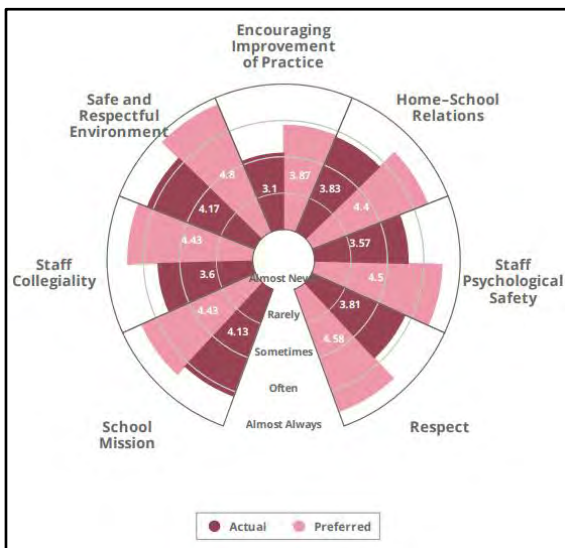 Encouraging
Improvement
of Practice
Safe and
Respectful
Environment
Home–School
Relations
4.8
3.1
3.87
3.83
4.17
4.4
4.43
3.57
Staff
Collegiality
3.6
4.5
Staff
Psychological
Safety
Almost Nev
4.43
3.81
4.13
Rarely
4.58
Sometimes
Often
School
Mission
Almost Always
Respect
Actual
Preferred